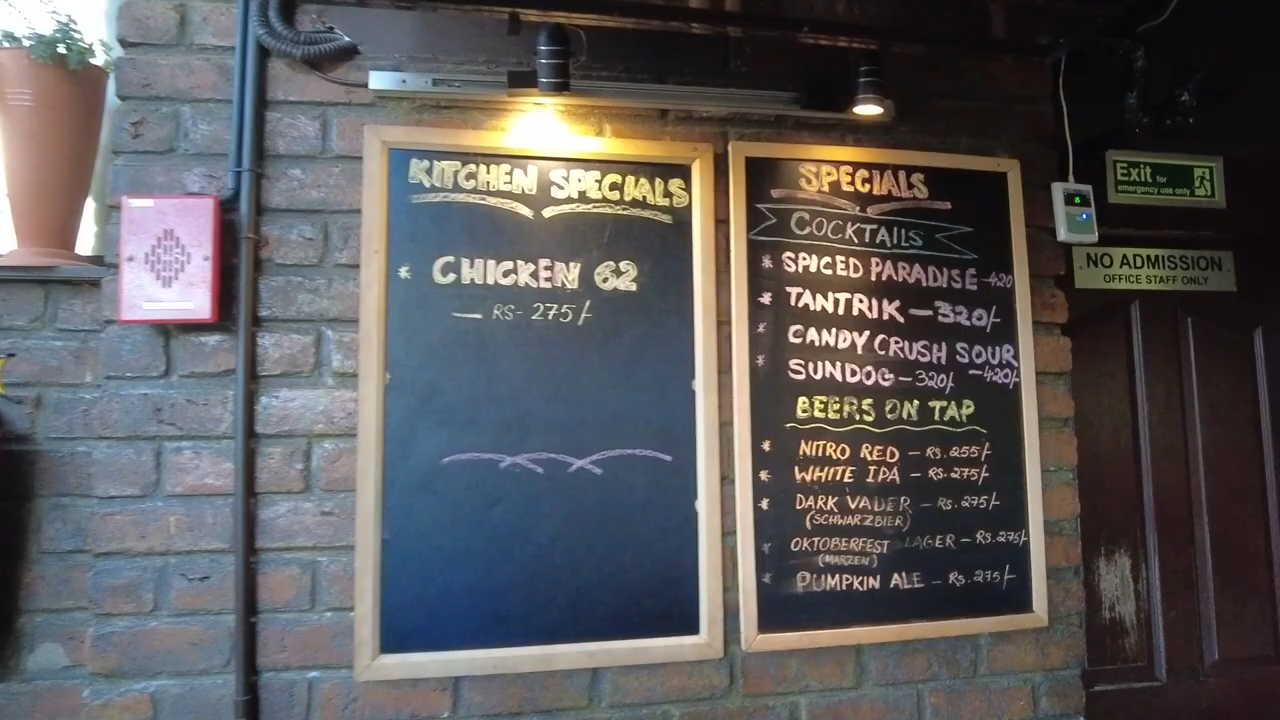 KITCHEN SPECIALS
* CHICKEN 62
— RS- 275/-
SPECIALS
COCKTAILS
* SPICED PARADISE -420
* TANTRIK - 320/-
* CANDY CRUSH SOUR
-420/-
* SUNDOG - 320/-
BEERS ON TAP
* NITRO RED - RS. 255/-
* WHITE IPA - RS. 275/-
* DARK VADER - RS. 275/-
(SCHWARZBIER)
* OKTOBERFEST LAGER - RS. 275/-
(MARZEN)
* PUMPKIN ALE - RS. 275/-
Exit for
emergency use only
NO ADMISSION
OFFICE STAFF ONLY